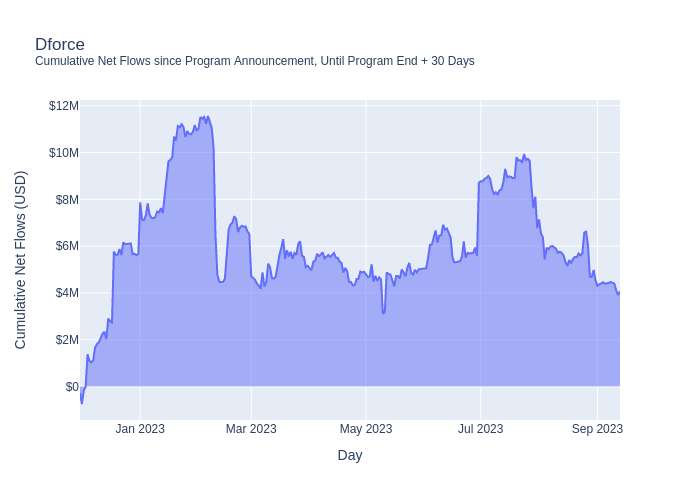 Dforce
Cumulative Net Flows since Program Announcement, Until Program End + 30 Days
Cumulative Net Flows (USD)
$12M
$10M
$8M
$6M
$4M
$2M
$0
Jan 2023
Mar 2023
May 2023
Jul 2023
Sep 2023
Day